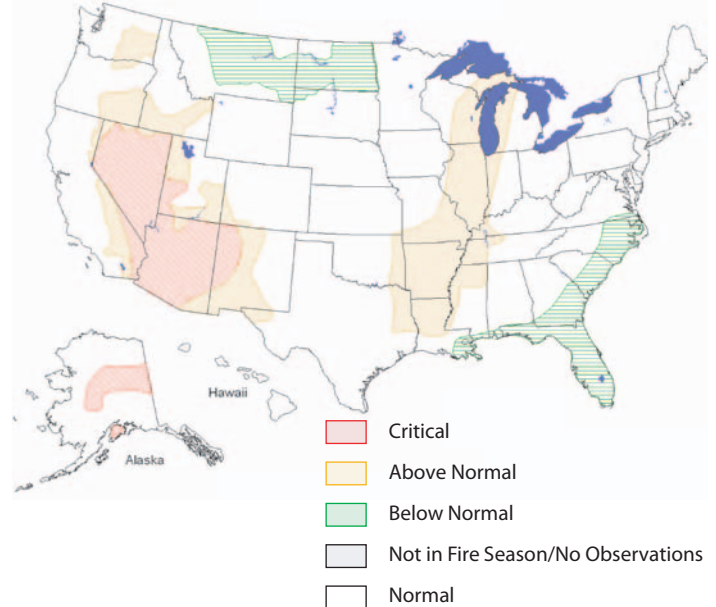 Hawaii
Alaska
Critical
Above Normal
Below Normal
Not in Fire Season/No Observations
Normal